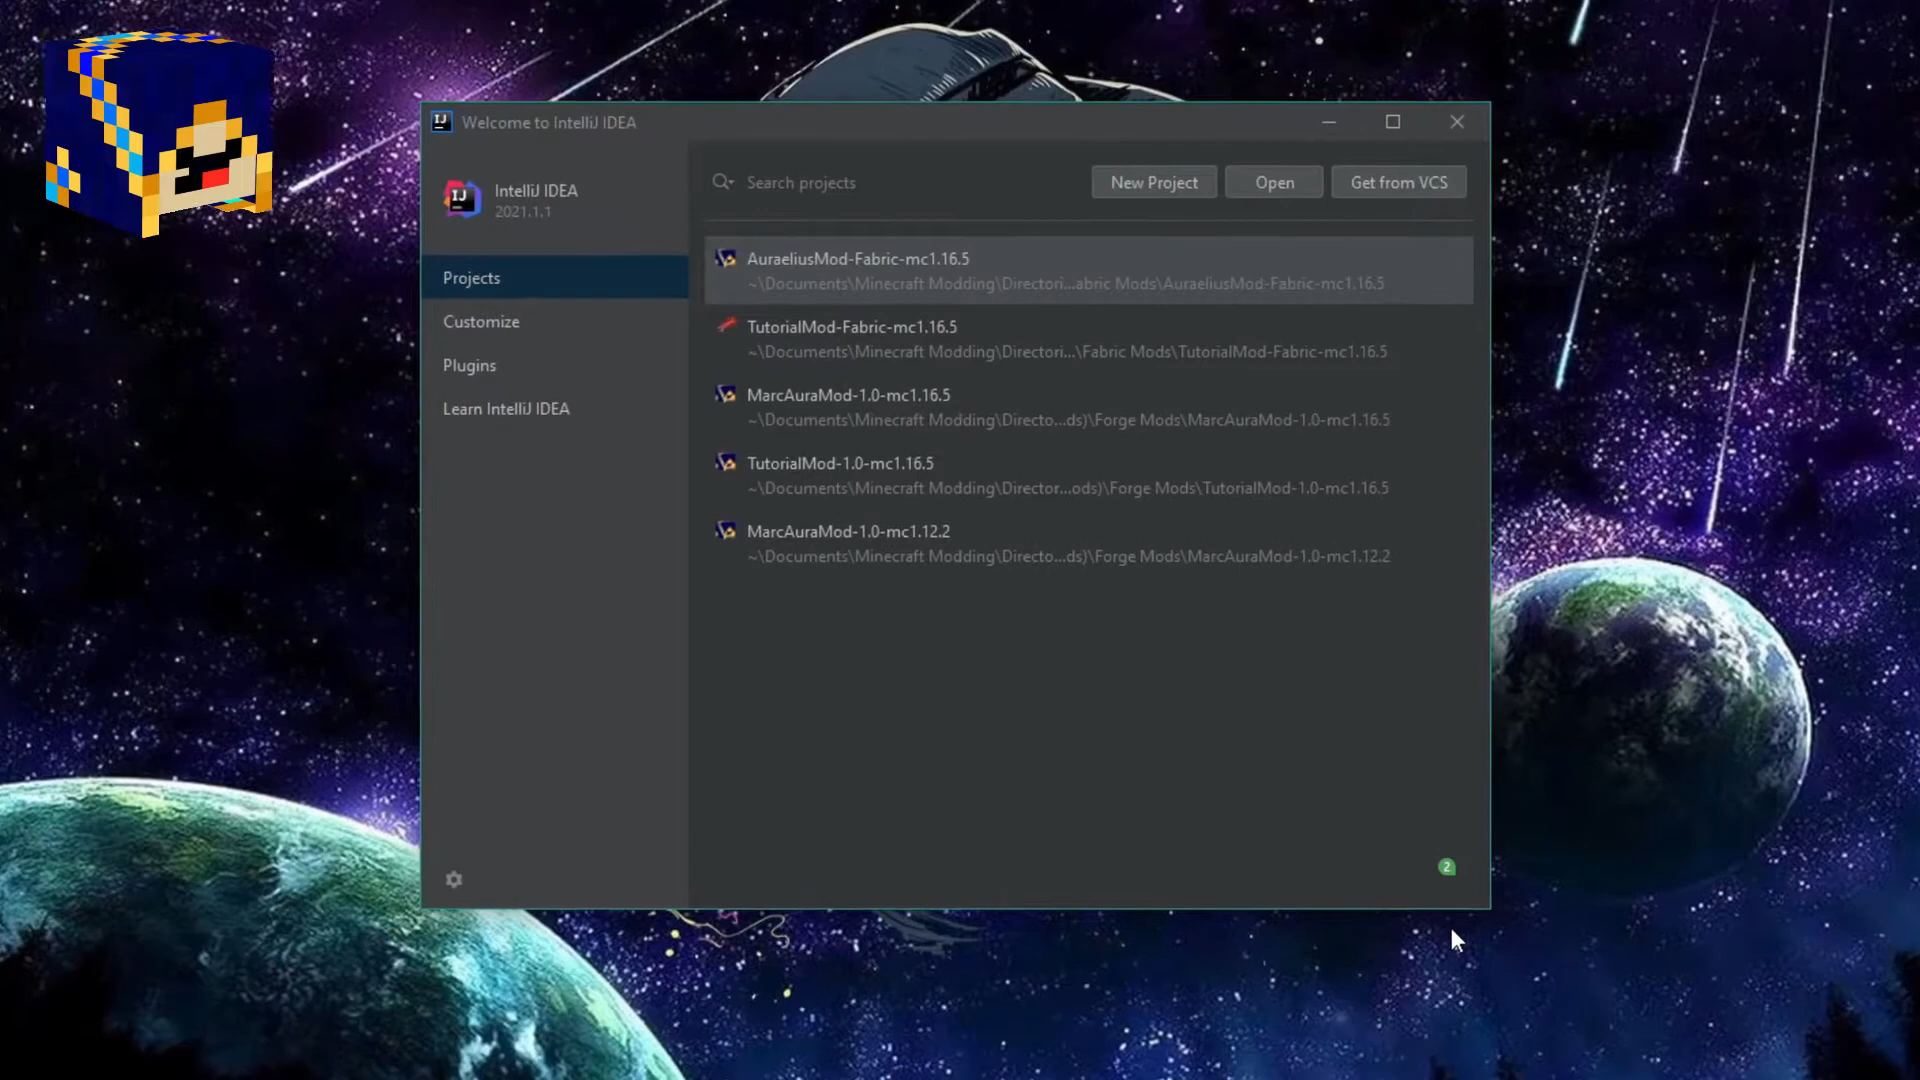 IJ Welcome to IntelliJ IDEA
IJ IntelliJ IDEA
2021.1.1
Search projects
New Project
Open
Get from VCS
Projects
Customize
Plugins
Learn IntelliJ IDEA
AuraeliusMod-Fabric-mc1.16.5
~\Documents\Minecraft Modding\Directori...abric Mods\AuraeliusMod-Fabric-mc1.16.5
TutorialMod-Fabric-mc1.16.5
~\Documents\Minecraft Modding\Directori...\Fabric Mods\TutorialMod-Fabric-mc1.16.5
MarcAuraMod-1.0-mc1.16.5
~\Documents\Minecraft Modding\Directo...ds)\Forge Mods\MarcAuraMod-1.0-mc1.16.5
TutorialMod-1.0-mc1.16.5
~\Documents\Minecraft Modding\Director...ods)\Forge Mods\TutorialMod-1.0-mc1.16.5
MarcAuraMod-1.0-mc1.12.2
~\Documents\Minecraft Modding\Directo...ds)\Forge Mods\MarcAuraMod-1.0-mc1.12.2
2